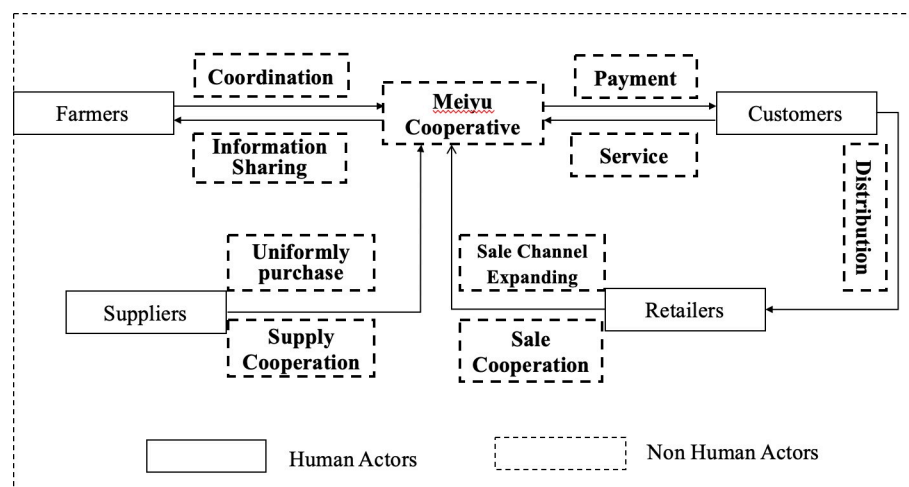 Coordination
Payment
Farmers
Meiyu
Cooperative
Customers
Information
Sharing
Service
Distribution
Uniformly
purchase
Sale Channel
Expanding
Suppliers
Retailers
Supply
Cooperation
Sale
Cooperation
Human Actors
Non Human Actors